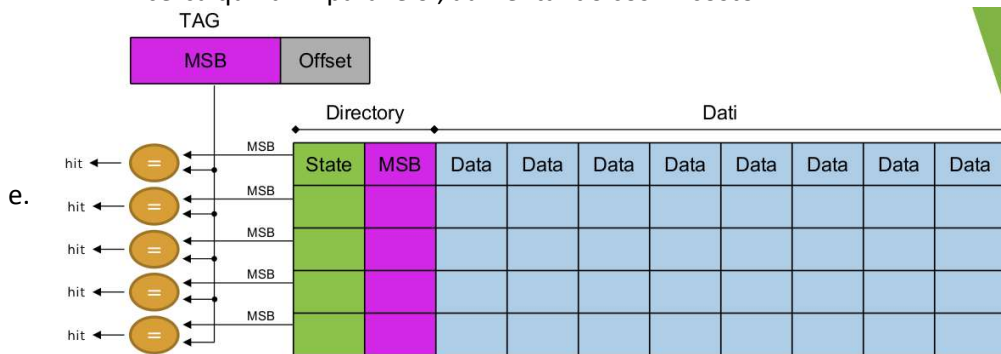 TAG
MSB Offset
Directory Dati
State MSB Data Data Data Data Data Data Data Data
hit = MSB
e.
hit = MSB
hit = MSB
hit = MSB
hit = MSB